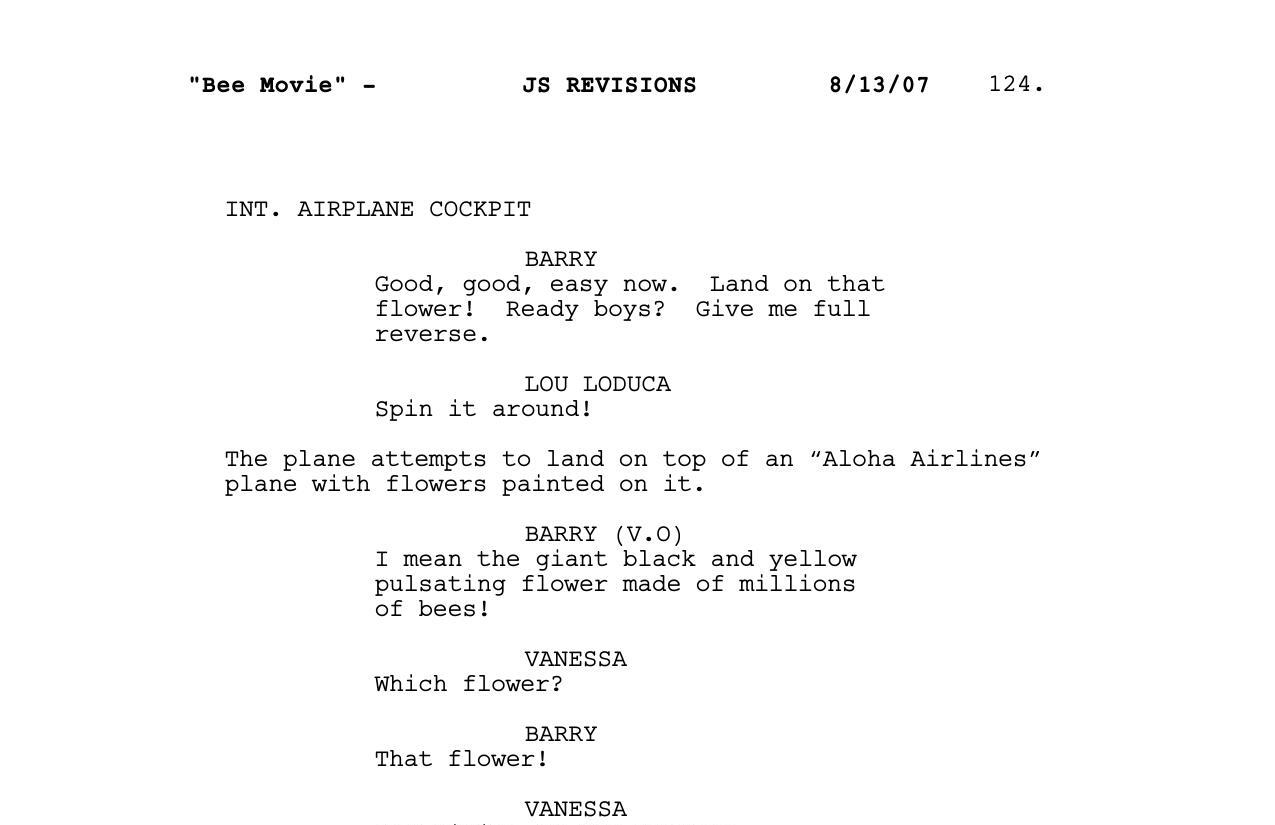 "Bee Movie" - JS REVISIONS 8/13/07 124.
INT. AIRPLANE COCKPIT
BARRY
Good, good, easy now. Land on that
flower! Ready boys? Give me full
reverse.
LOU LODUCA
Spin it around!
The plane attempts to land on top of an “Aloha Airlines”
plane with flowers painted on it.
BARRY (V.O)
I mean the giant black and yellow
pulsating flower made of millions
of bees!
VANESSA
Which flower?
BARRY
That flower!
VANESSA